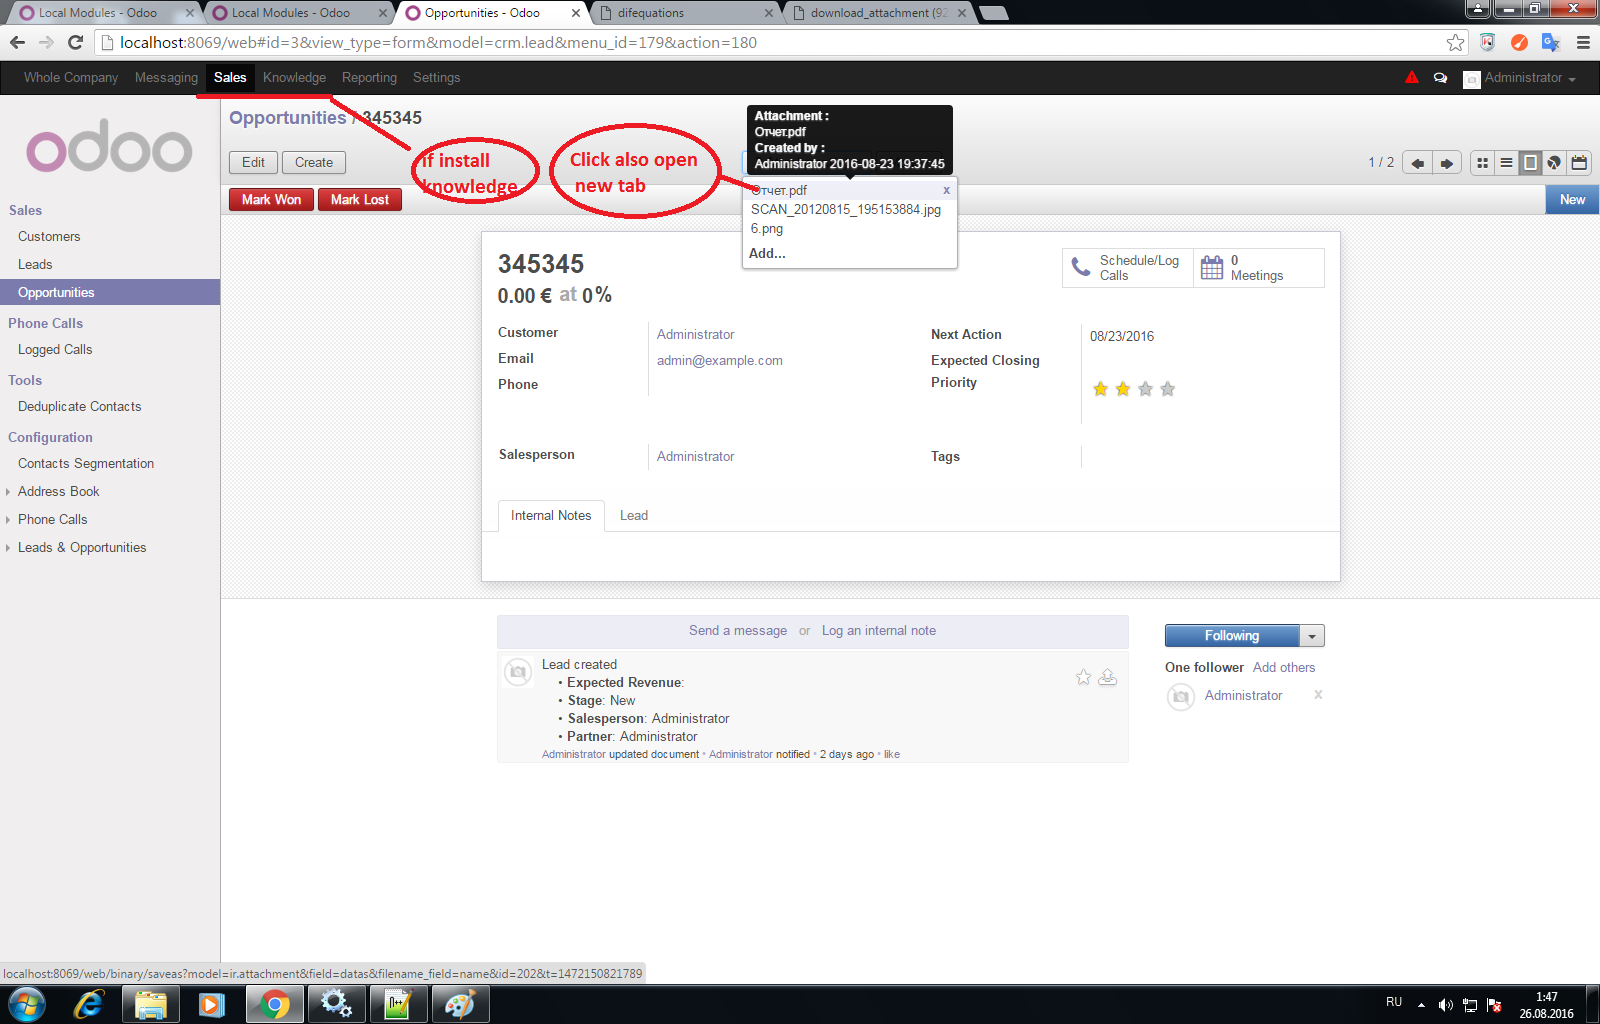 Local Modules - Odoo
Local Modules - Odoo
Opportunities - Odoo
difequations
download_attachment (92
localhost:8069/web#id=3&view_type=form&model=crm.lead&menu_id=179&action=180
Whole Company
Messaging
Sales
Knowledge
Reporting
Settings
Administrator
odoo
Opportunities / 345345
Attachment :
Отчет.pdf
Created by :
Administrator 2016-08-23 19:37:45
Edit
Create
if install
knowledge
Click also open
new tab
1 / 2
Mark Won
Mark Lost
Отчет.pdf
x
SCAN_20120815_195153884.jpg
6.png
Add...
New
Sales
Customers
Leads
Opportunities
Phone Calls
Logged Calls
Tools
Deduplicate Contacts
Configuration
Contacts Segmentation
Address Book
Phone Calls
Leads & Opportunities
345345
0.00 € at 0%
Schedule/Log
Calls
0
Meetings
Customer
Administrator
Email
admin@example.com
Phone
Next Action
08/23/2016
Expected Closing
Priority
Salesperson
Administrator
Tags
Internal Notes
Lead
Send a message or Log an internal note
Following
One follower Add others
Administrator
x
Lead created
• Expected Revenue:
• Stage: New
• Salesperson: Administrator
• Partner: Administrator
Administrator updated document • Administrator notified • 2 days ago • like
localhost:8069/web/binary/saveas?model=ir.attachment&field=datas&filename_field=name&id=202&t=1472150821789
RU
1:47
26.08.2016